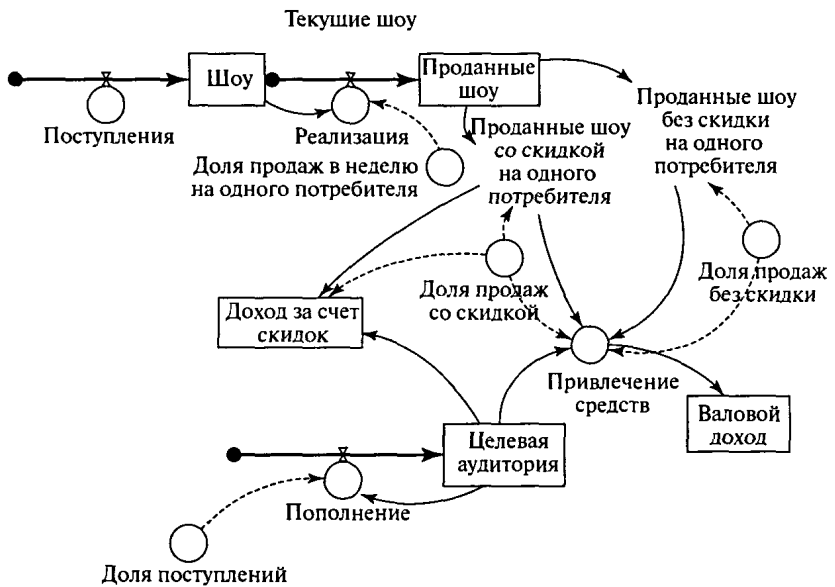 Текущие шоу
Шоу
Проданные
шоу
Поступления
Реализация
Проданные шоу
со скидкой
на одного
потребителя
Проданные шоу
без скидки
на одного
потребителя
Доля продаж в неделю
на одного потребителя
Доля продаж
без скидки
Доля продаж
со скидкой
Доход за счет
скидок
Привлечение
средств
Валовой
доход
Целевая
аудитория
Пополнение
Доля поступлений